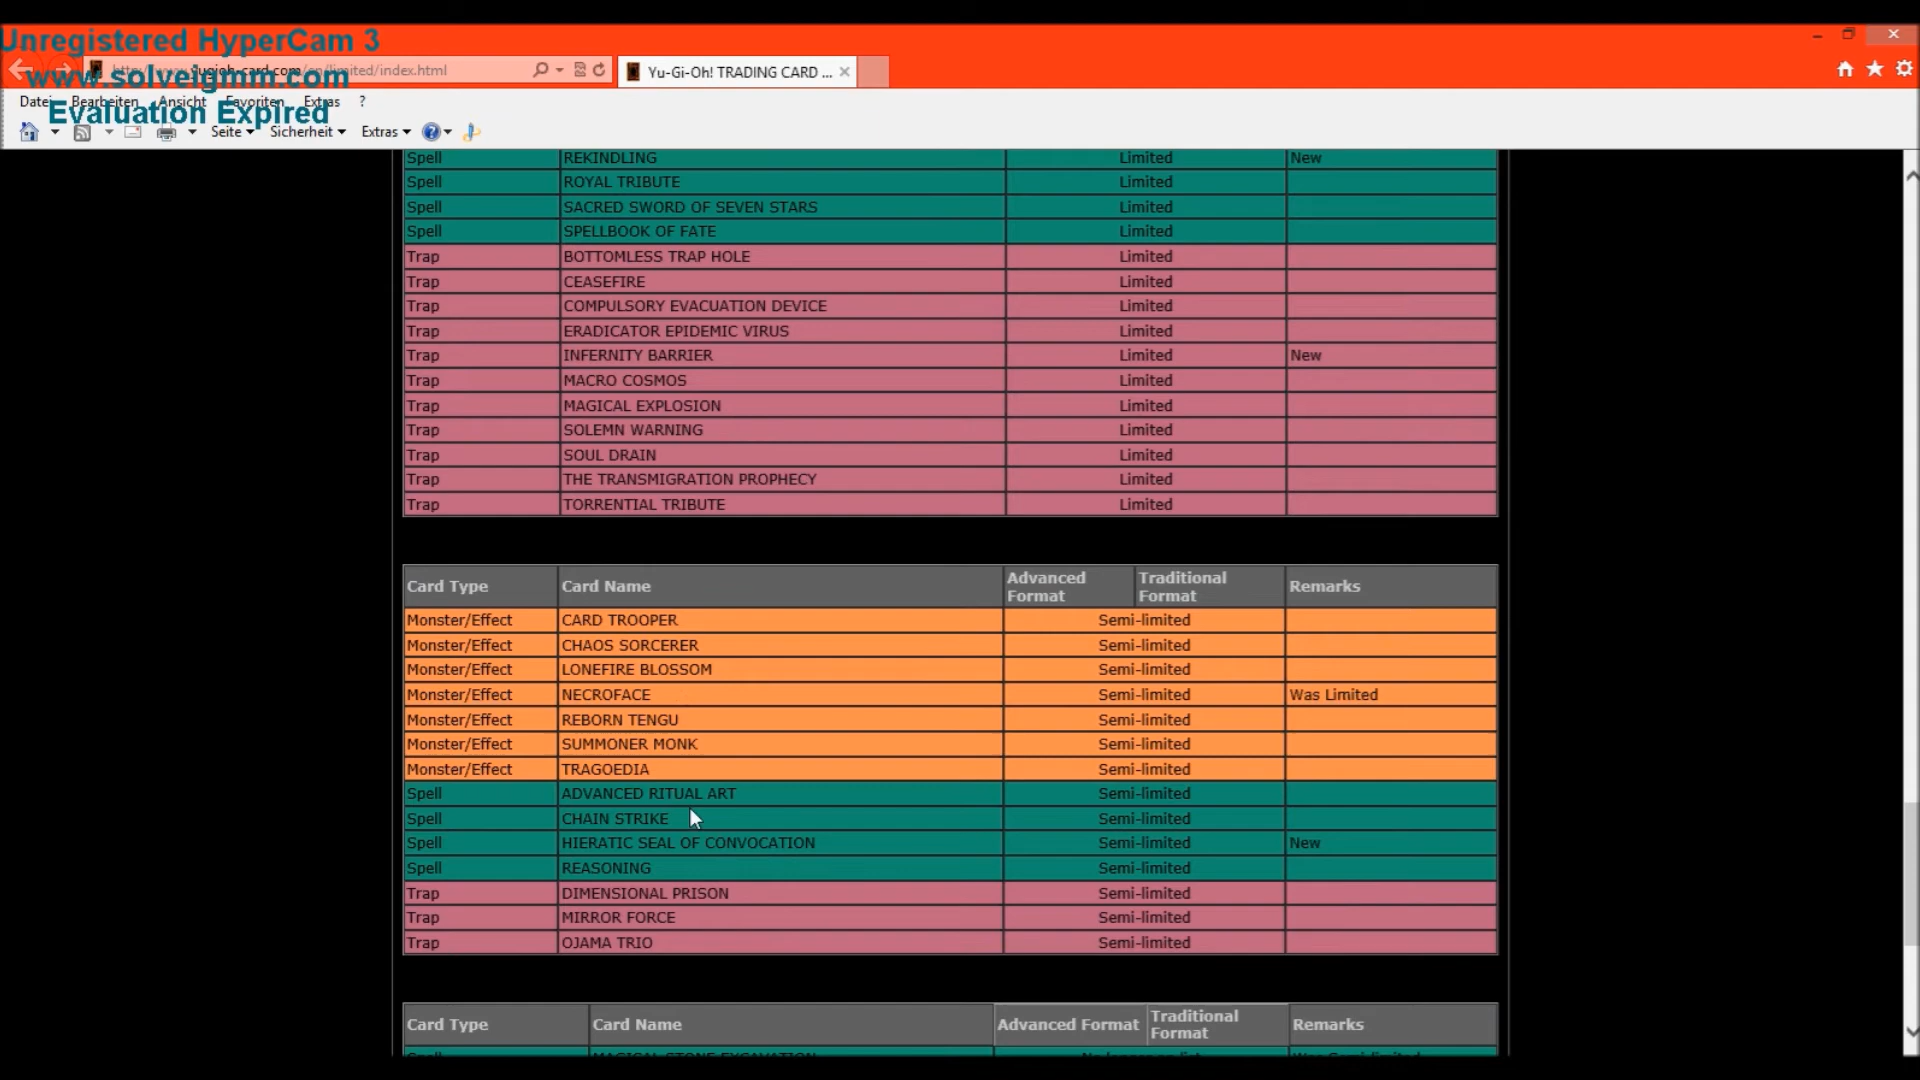 Unregistered HyperCam 3
www.solveigmm.com
Evaluation Expired
/limited/index.html
Yu-Gi-Oh! TRADING CARD ...
Datei Bearbeiten Ansicht Favoriten Extras ?
Seite Sicherheit Extras
Spell REKINDLING Limited New
Spell ROYAL TRIBUTE Limited
Spell SACRED SWORD OF SEVEN STARS Limited
Spell SPELLBOOK OF FATE Limited
Trap BOTTOMLESS TRAP HOLE Limited
Trap CEASEFIRE Limited
Trap COMPULSORY EVACUATION DEVICE Limited
Trap ERADICATOR EPIDEMIC VIRUS Limited
Trap INFERNITY BARRIER Limited New
Trap MACRO COSMOS Limited
Trap MAGICAL EXPLOSION Limited
Trap SOLEMN WARNING Limited
Trap SOUL DRAIN Limited
Trap THE TRANSMIGRATION PROPHECY Limited
Trap TORRENTIAL TRIBUTE Limited
Card Type Card Name Advanced Format Traditional Format Remarks
Monster/Effect CARD TROOPER Semi-limited
Monster/Effect CHAOS SORCERER Semi-limited
Monster/Effect LONEFIRE BLOSSOM Semi-limited
Monster/Effect NECROFACE Semi-limited Was Limited
Monster/Effect REBORN TENGU Semi-limited
Monster/Effect SUMMONER MONK Semi-limited
Monster/Effect TRAGOEDIA Semi-limited
Spell ADVANCED RITUAL ART Semi-limited
Spell CHAIN STRIKE Semi-limited
Spell HIERATIC SEAL OF CONVOCATION Semi-limited New
Spell REASONING Semi-limited
Trap DIMENSIONAL PRISON Semi-limited
Trap MIRROR FORCE Semi-limited
Trap OJAMA TRIO Semi-limited
Card Type Card Name Advanced Format Traditional Format Remarks